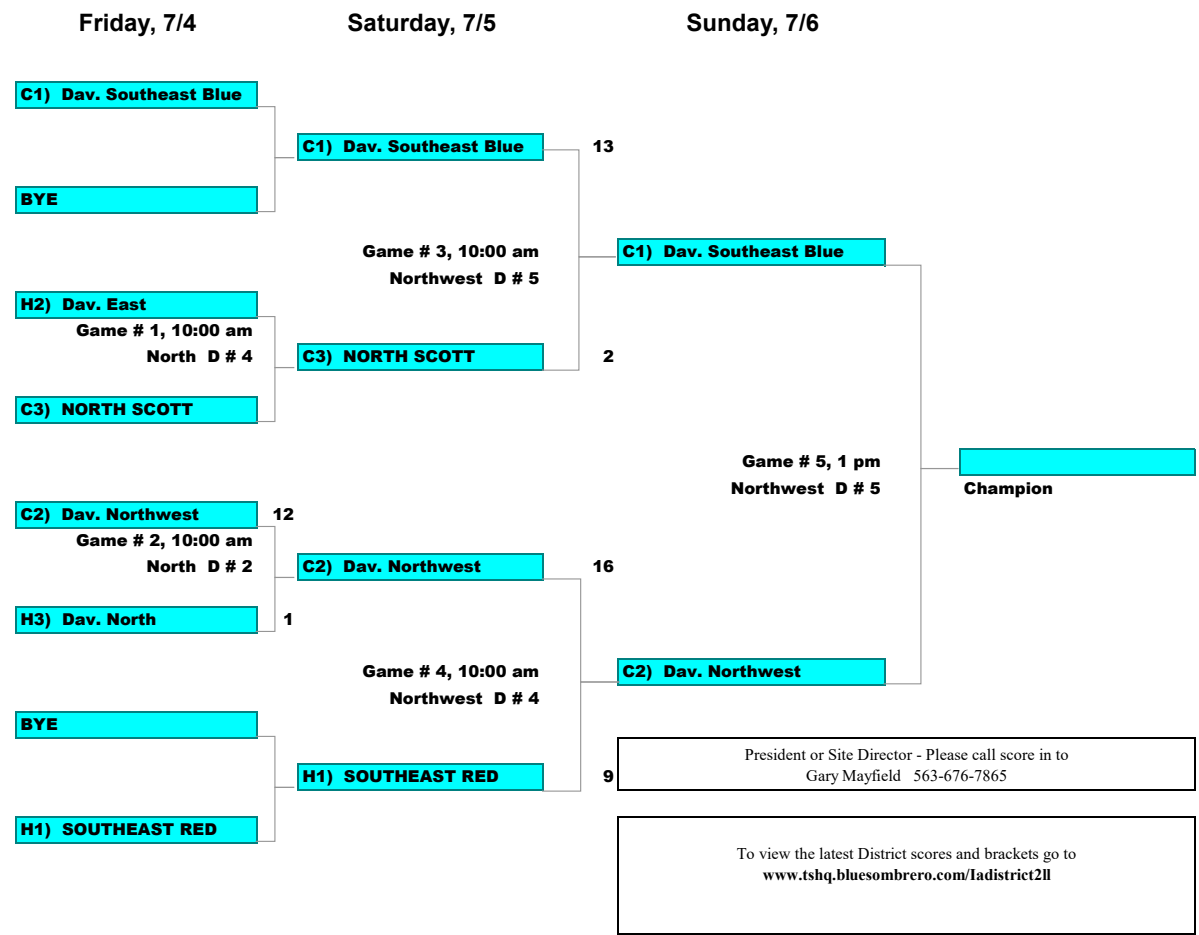 Friday, 7/4 Saturday, 7/5 Sunday, 7/6
C1) Dav. Southeast Blue
C1) Dav. Southeast Blue 13
BYE
Game # 3, 10:00 am C1) Dav. Southeast Blue
Northwest D # 5
H2) Dav. East
Game # 1, 10:00 am
North D # 4 C3) NORTH SCOTT 2
C3) NORTH SCOTT
Game # 5, 1 pm
Northwest D # 5 Champion
C2) Dav. Northwest 12
Game # 2, 10:00 am
North D # 2 C2) Dav. Northwest 16
H3) Dav. North 1
Game # 4, 10:00 am C2) Dav. Northwest
Northwest D # 4
BYE
President or Site Director - Please call score in to
H1) SOUTHEAST RED 9 Gary Mayfield 563-676-7865
H1) SOUTHEAST RED
To view the latest District scores and brackets go to
www.tshq.bluesombrero.com/Iadistrict2ll